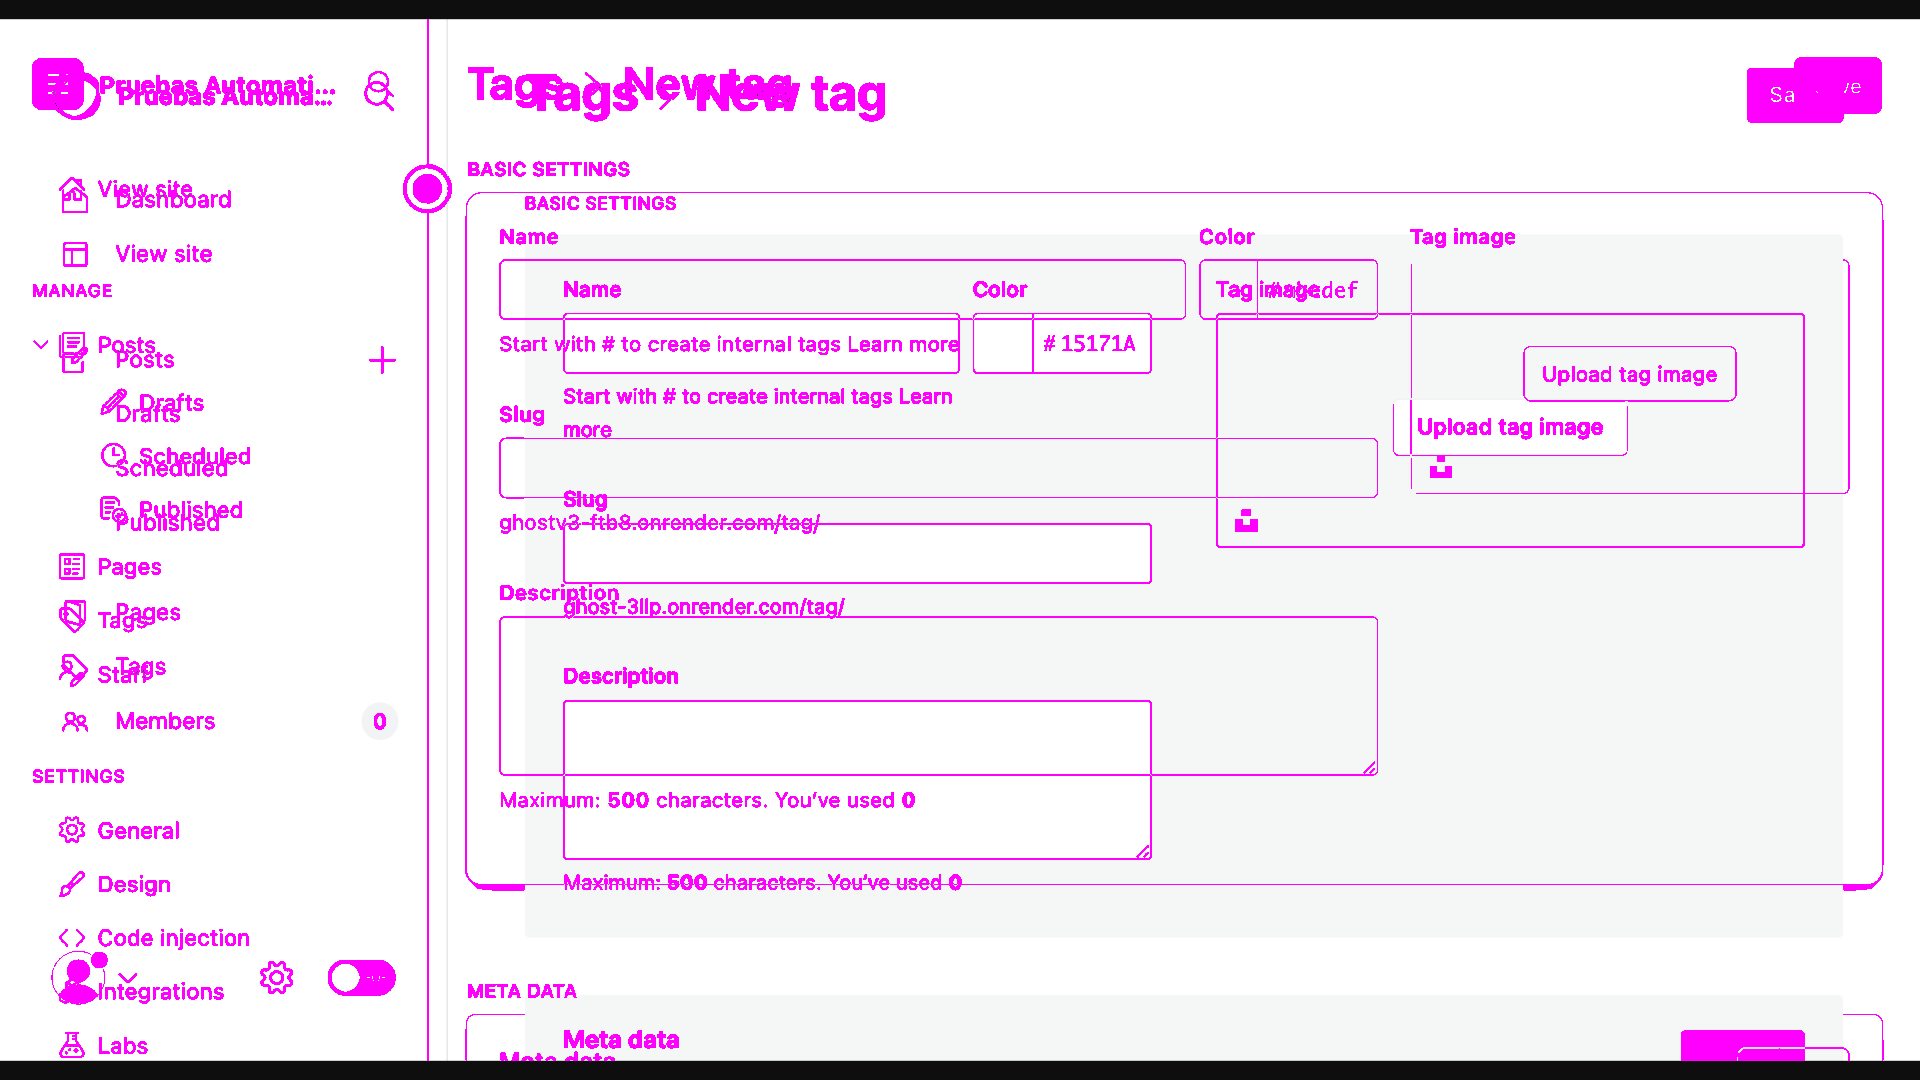 Pruebas Automati...
Pruebas Automa...
View site
Dashboard
View site
MANAGE
Posts
Posts
Drafts
Drafts
Scheduled
Scheduled
Published
Published
Pages
Pages
Tags
Tags
Staff
Members
0
SETTINGS
General
Design
Code injection
Integrations
Labs
Tags > New tag
Tags > New tag
BASIC SETTINGS
BASIC SETTINGS
Name
Color
Tag image
Name
Color
Tag image
Start with # to create internal tags Learn more
# 15171A
Upload tag image
Start with # to create internal tags Learn
more
Slug
Upload tag image
Slug
ghostv3-ftb8.onrender.com/tag/
Description
ghost-3llp.onrender.com/tag/
Description
Maximum: 500 characters. You've used 0
Maximum: 500 characters. You've used 0
META DATA
Meta data
Meta data